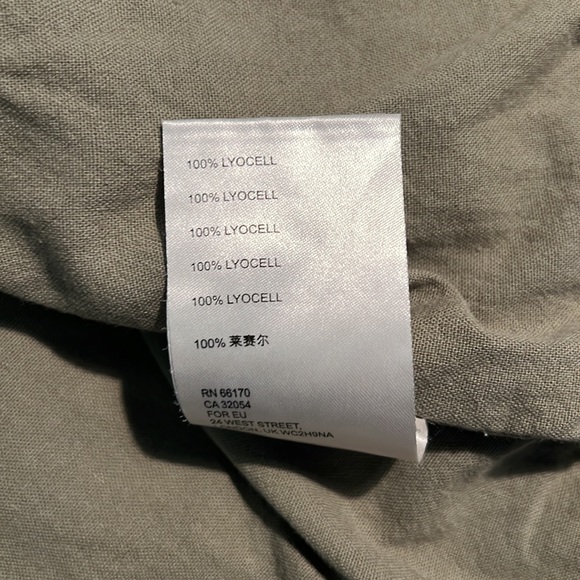 100% LYOCELL
100% LYOCELL
100% LYOCELL
100% LYOCELL
100% LYOCELL
100% 莱赛尔
RN 66170
CA 32054
FOR EU
24 WEST STREET,
LONDON, UK WC2H9NA